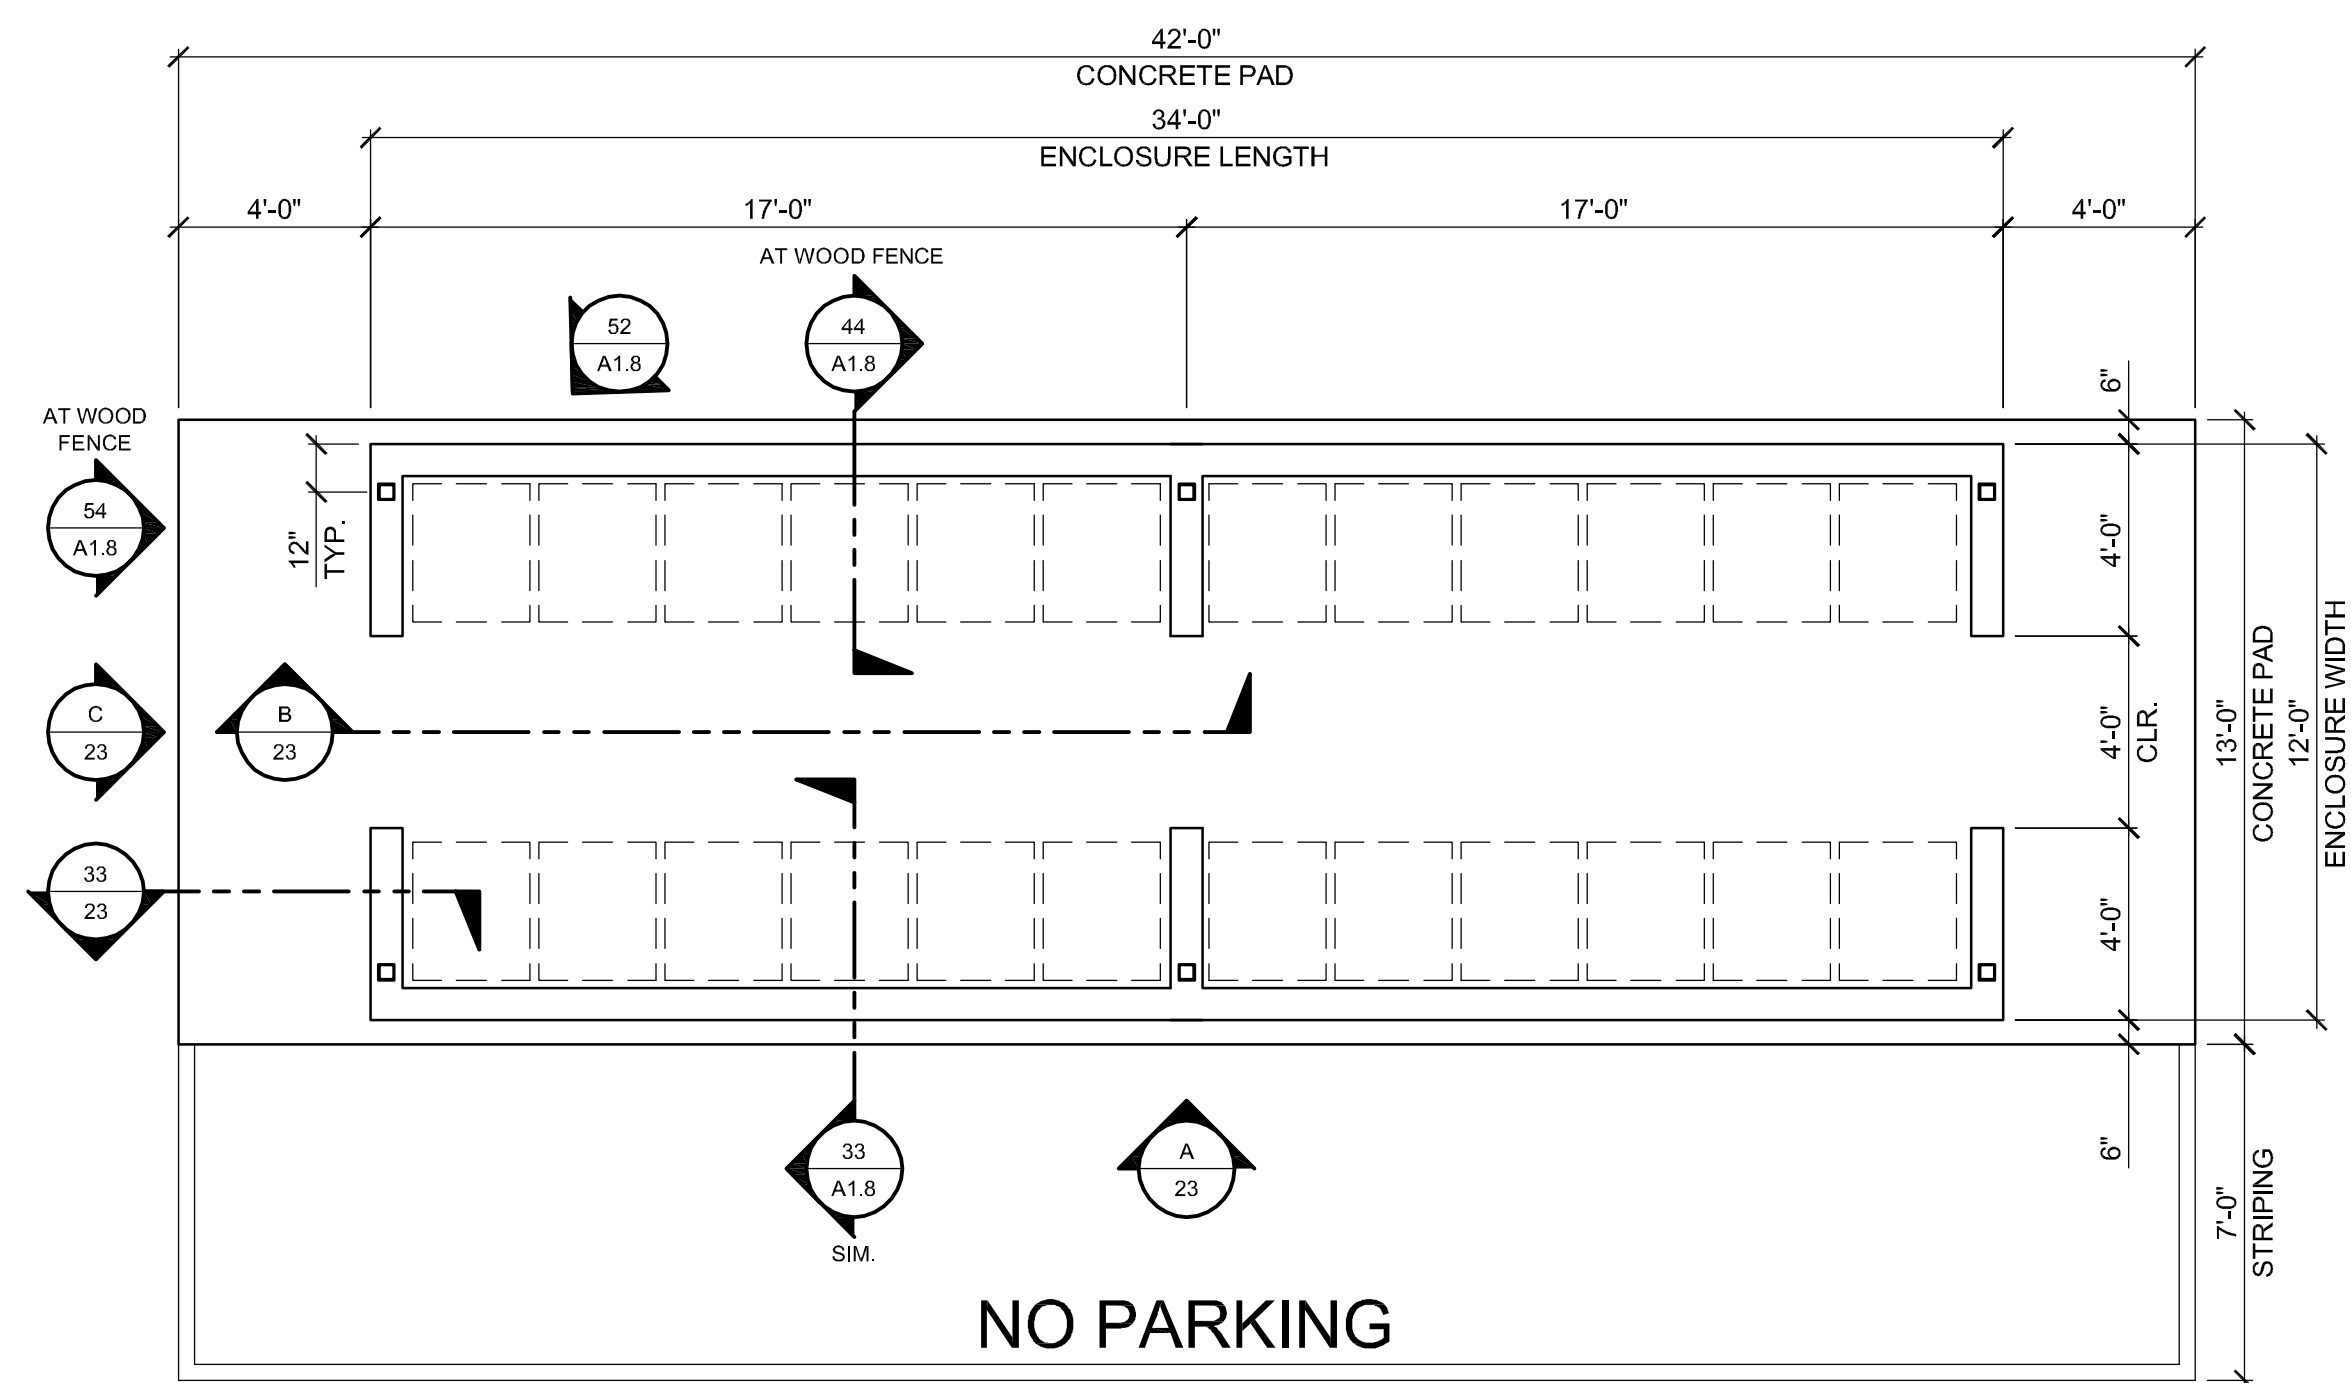 42'-0"
CONCRETE PAD
34'-0"
ENCLOSURE LENGTH
4'-0"
17'-0"
17'-0"
4'-0"
AT WOOD FENCE
52
A1.8
44
A1.8
6"
AT WOOD
FENCE
54
A1.8
12"
TYP.
4'-0"
C
23
B
23
4'-0"
CLR.
13'-0"
CONCRETE PAD
12'-0"
ENCLOSURE WIDTH
33
23
4'-0"
33
A1.8
SIM.
A
23
6"
7'-0"
STRIPING
NO PARKING